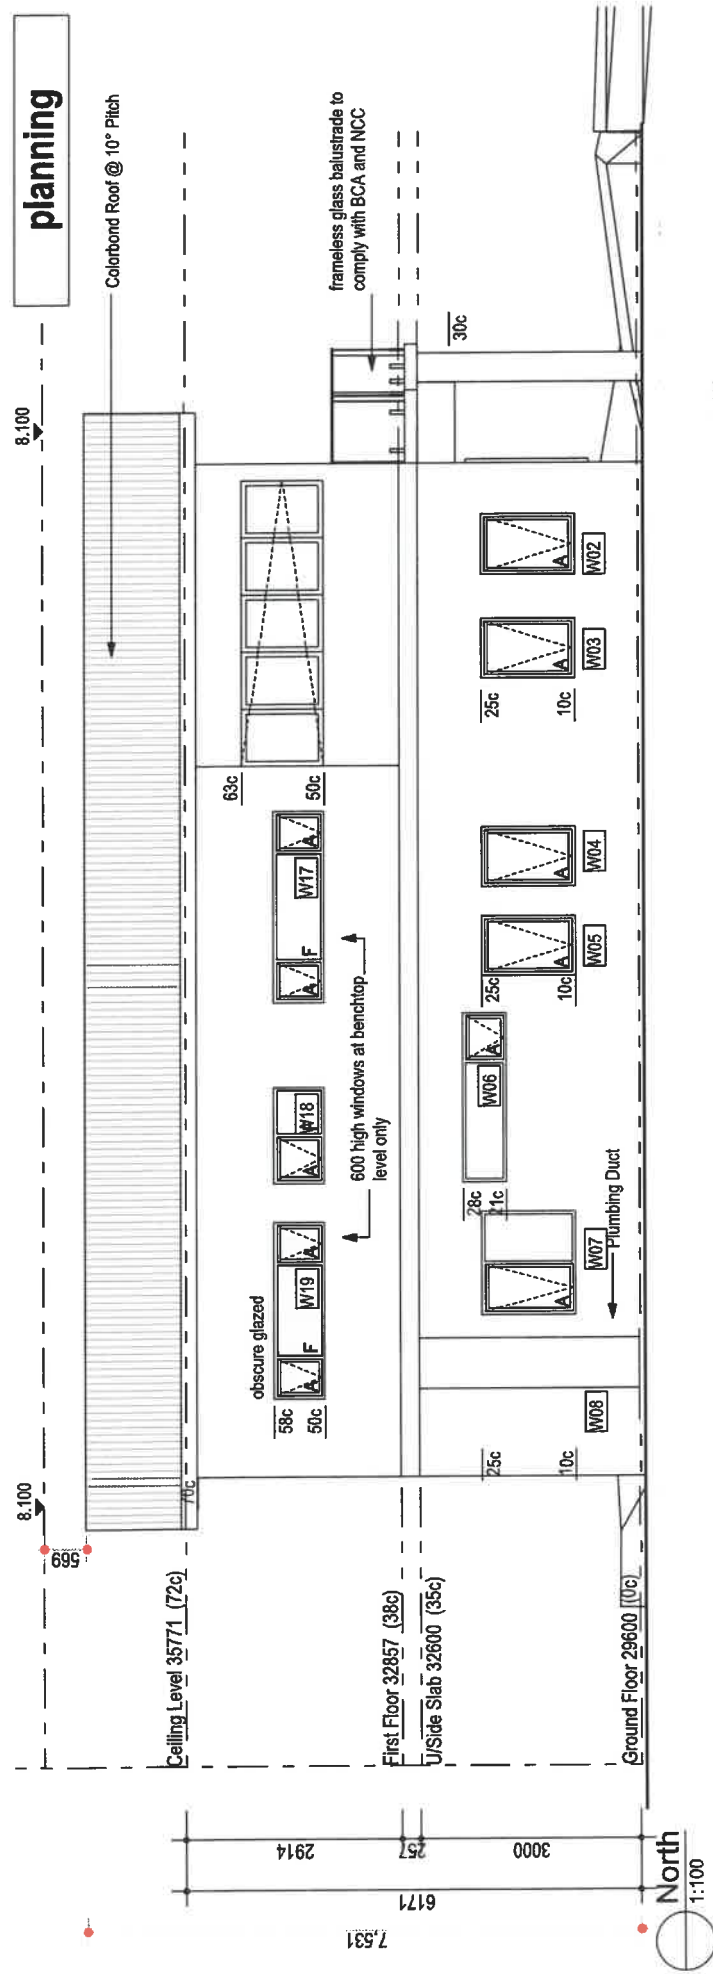 planning
8.100
8.100
569
Colorbond Roof @ 10° Pitch
frameless glass balustrade to
comply with BCA and NCC
30c
70c
Ceiling Level 35771 (72c)
First Floor 32857 (38c)
U/Side Slab 32600 (35c)
Ground Floor 29600 (0c)
obscure glazed
58c
50c
A
W19
F
A
A
W18
600 high windows at benchtop
level only
A
W17
F
A
63c
50c
25c
10c
W08
Plumbing Duct
A
W07
28c
21c
W06
A
25c
10c
A
W05
A
W04
25c
10c
A
W03
A
W02
2914
257
3000
6171
7,531
North
1:100